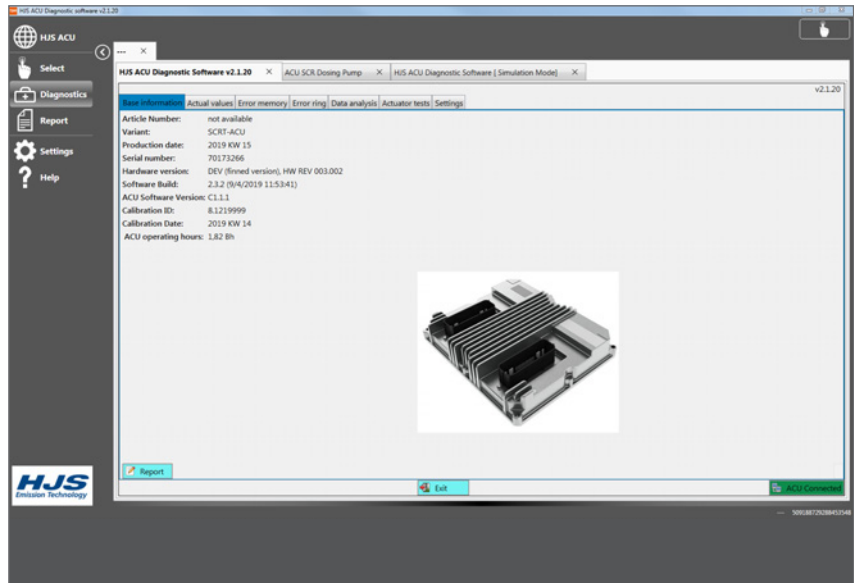 HJS ACU Diagnostic software v2.1.20
HJS ACU
Select
Diagnostics
Report
Settings
Help
--- ×
HJS ACU Diagnostic Software v2.1.20 × ACU SCR Dosing Pump × HJS ACU Diagnostic Software [ Simulation Mode] ×
v2.1.20
Base information Actual values Error memory Error ring Data analysis Actuator tests Settings
Article Number: not available
Variant: SCRT-ACU
Production date: 2019 KW 15
Serial number: 70173266
Hardware version: DEV (finned version), HW REV 003.002
Software Build: 2.3.2 (9/4/2019 11:53:41)
ACU Software Version: C1.1.1
Calibration ID: 8.1219999
Calibration Date: 2019 KW 14
ACU operating hours: 1,82 Bh
Report
Exit
ACU Connected
HJS
Emission Technology